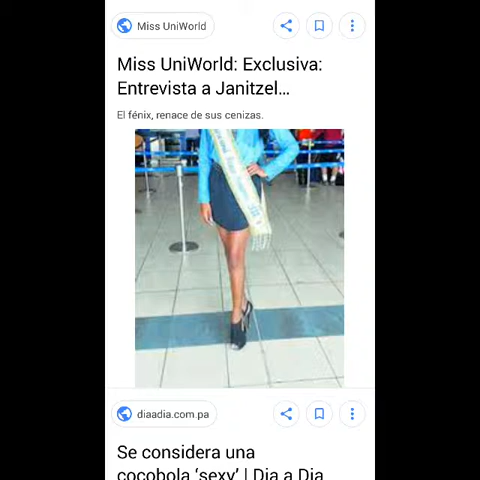 Miss UniWorld
Miss UniWorld: Exclusiva:
Entrevista a Janitzel...
El fénix, renace de sus cenizas.
diaadia.com.pa
Se considera una
cocobola ‘sexy’ | Dia a Dia